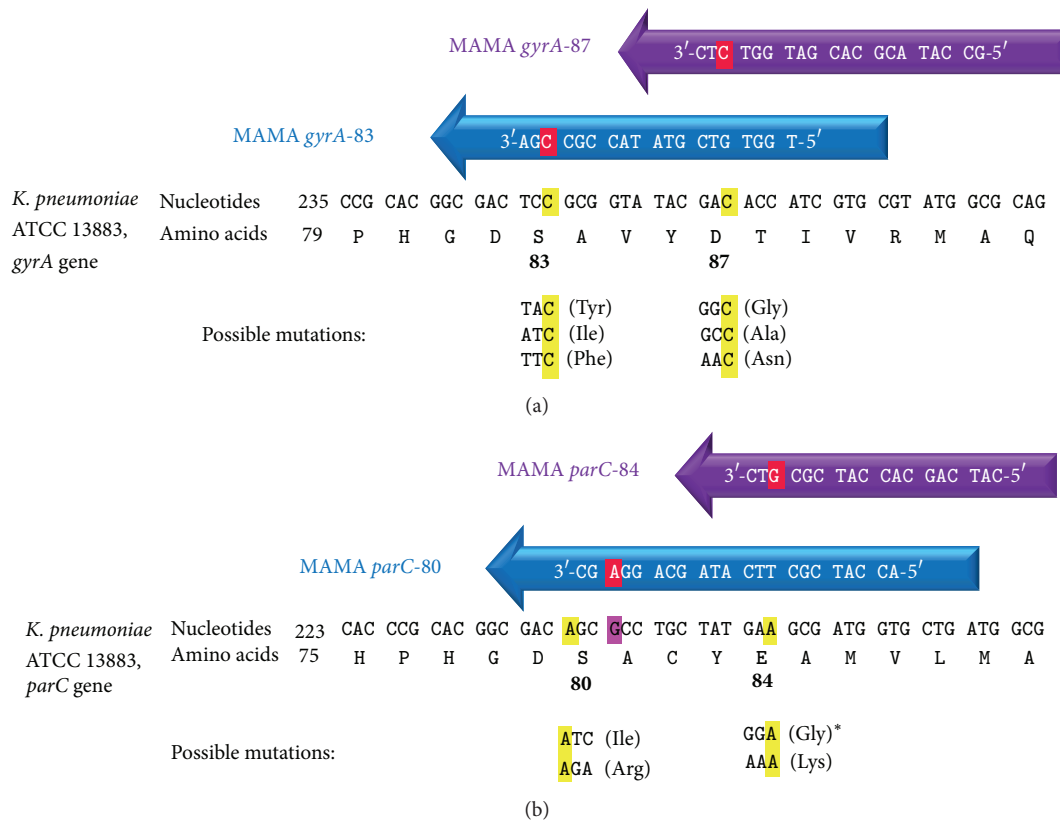 MAMA gyrA-87
3′-CTC TGG TAG CAC GCA TAC CG-5′
MAMA gyrA-83
3′-AGC CGC CAT ATG CTG TGG T-5′
K. pneumoniae
ATCC 13883,
gyrA gene
Nucleotides 235 CCG CAC GGC GAC TCC GCG GTA TAC GAC ACC ATC GTG CGT ATG GCG CAG
Amino acids 79 P H G D S A V Y D T I V R M A Q
83 87
Possible mutations:
TAC (Tyr) GGC (Gly)
ATC (Ile) GCC (Ala)
TTC (Phe) AAC (Asn)
(a)
MAMA parC-84
3′-CTG CGC TAC CAC GAC TAC-5′
MAMA parC-80
3′-CG AGG ACG ATA CTT CGC TACC CA-5′
K. pneumoniae
ATCC 13883,
parC gene
Nucleotides 223 CAC CCG CAC GGC GAC AGC GCC TGC TAT GAA GCG ATG GTG CTG ATG GCG
Amino acids 75 H P H G D S A C Y E A M V L M A
80 84
Possible mutations:
ATC (Ile) GGA (Gly)*
AGA (Arg) AAA (Lys)
(b)